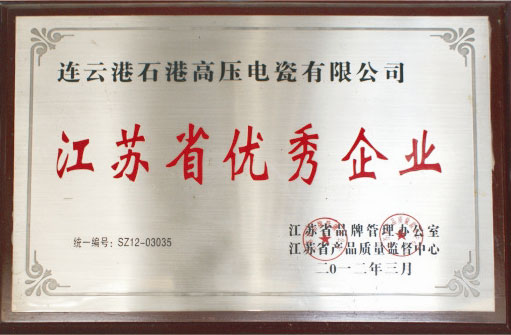 连云港石港高压电瓷有限公司
江苏省优秀企业
统一编号：SZ12-03035
江苏省品牌管理办公室
江苏省产品质量监督中心
二〇一二年三月